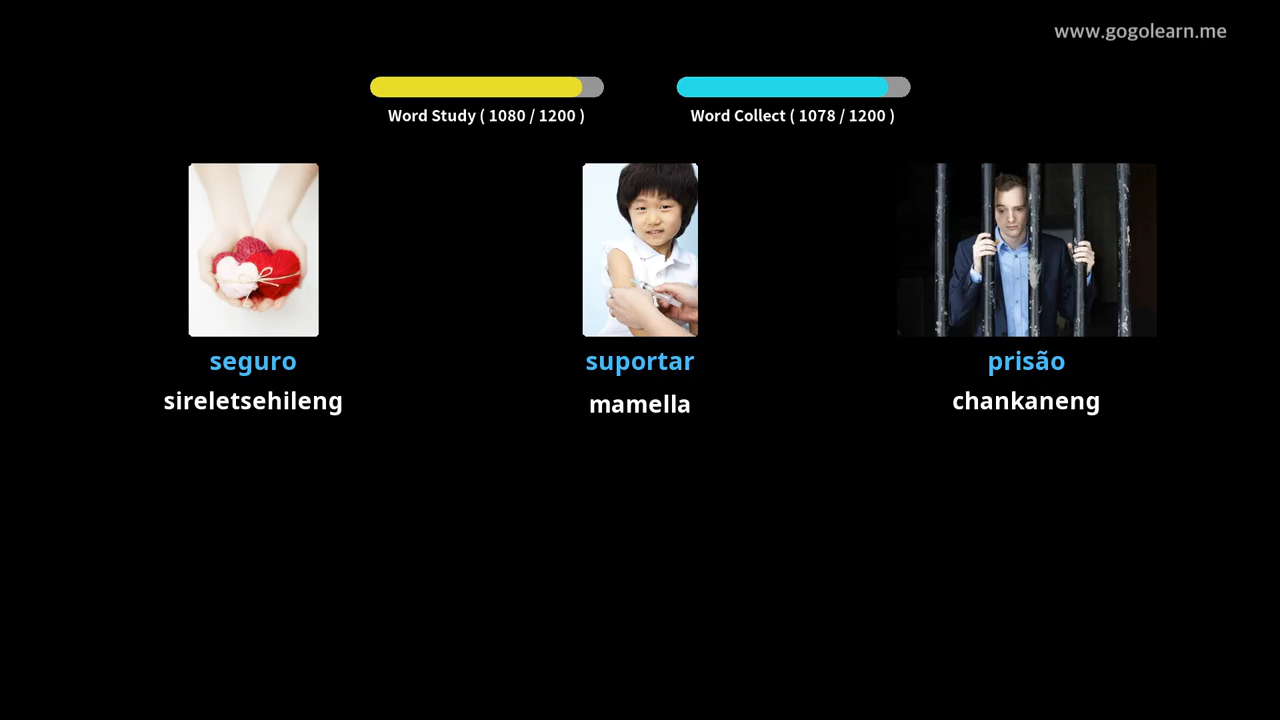 www.gogolearn.me
Word Study ( 1080 / 1200 )
Word Collect ( 1078 / 1200 )
seguro
suportar
prisão
sireletsehileng
mamella
chankaneng